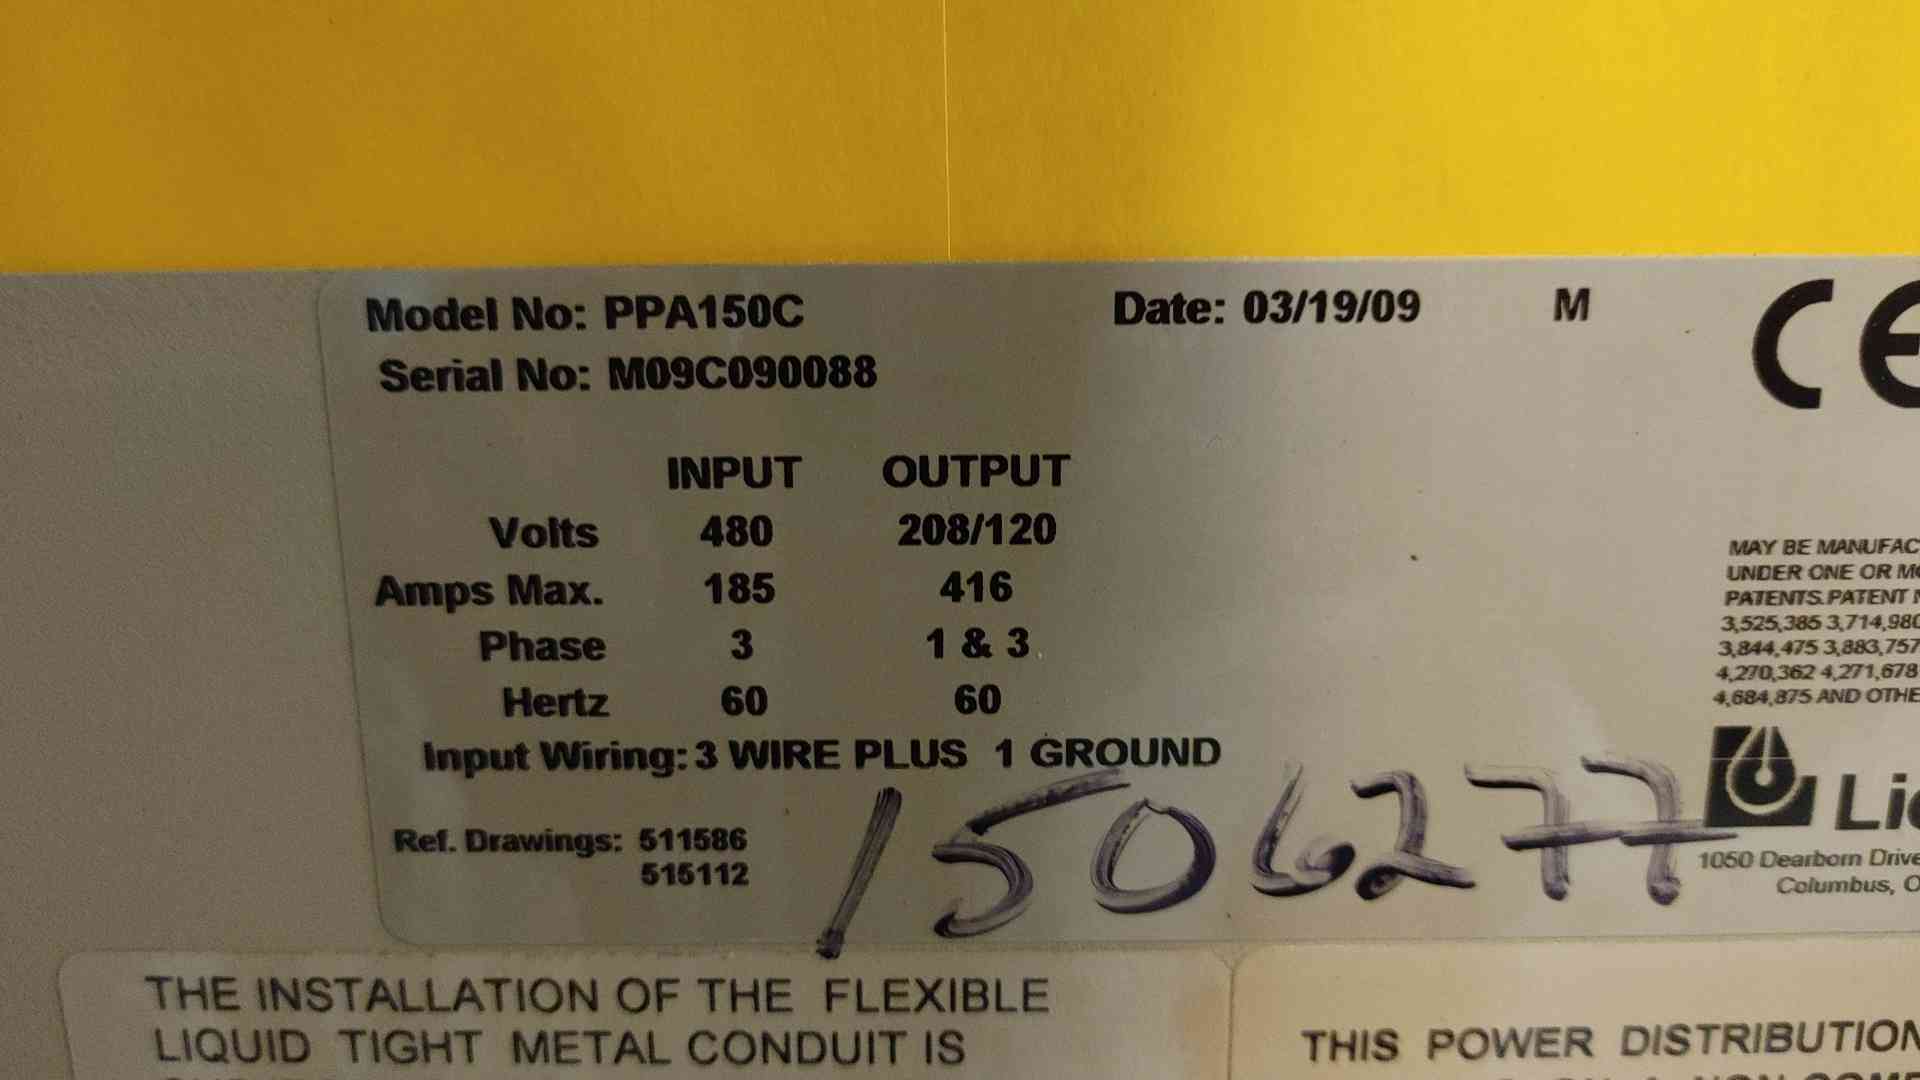 Model No: PPA150C Date: 03/19/09 M CE
Serial No: M09C090088
INPUT OUTPUT
Volts 480 208/120
Amps Max. 185 416
Phase 3 1 & 3
Hertz 60 60
Input Wiring: 3 WIRE PLUS 1 GROUND
Ref. Drawings: 511586
515112
1506277
MAY BE MANUFAC
UNDER ONE OR MO
PATENTS. PATENT N
3,525,385 3,714,980
3,844,475 3,883,757
4,270,362 4,271,678
4,684,875 AND OTHE
Lie
1050 Dearborn Drive
Columbus, O
THE INSTALLATION OF THE FLEXIBLE
LIQUID TIGHT METAL CONDUIT IS
THIS POWER DISTRIBUTION